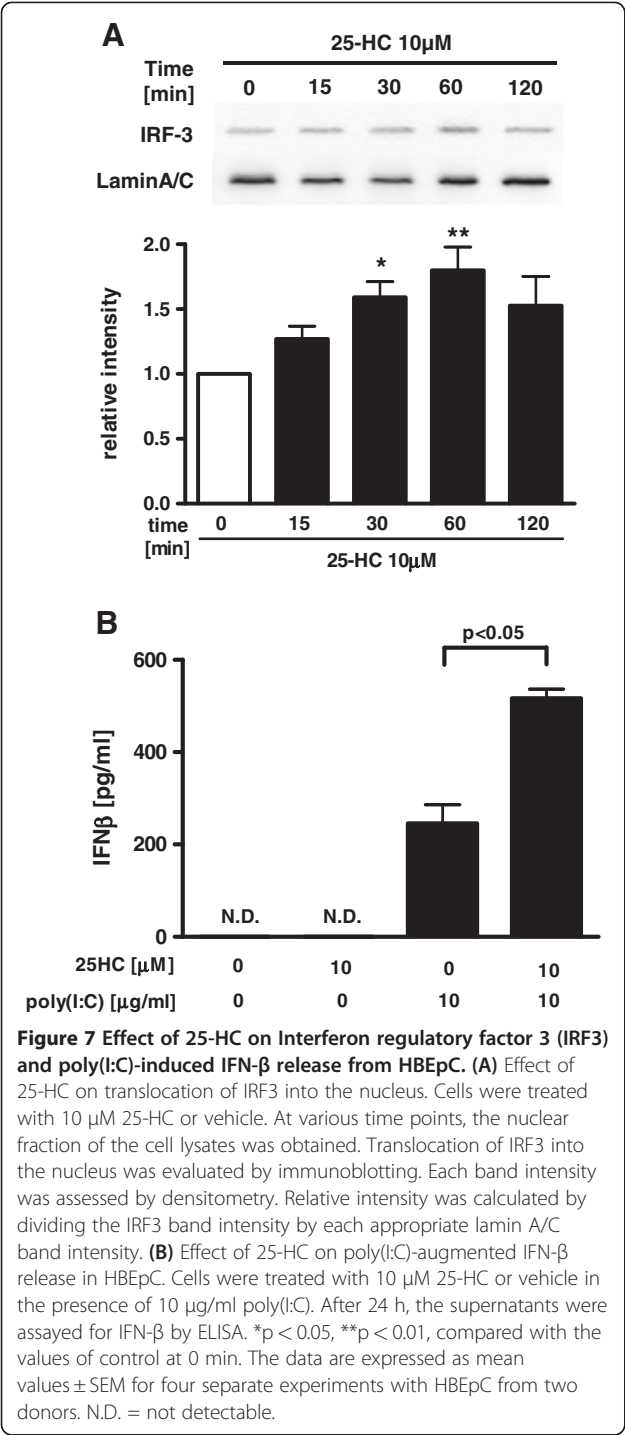 A
25-HC 10μM
Time [min] 0 15 30 60 120
IRF-3
LaminA/C
2.0
1.5
1.0
0.5
0.0
relative intensity
*
**
time [min] 0 15 30 60 120
25-HC 10μM
B
p<0.05
600
400
200
0
IFNβ [pg/ml]
N.D. N.D.
25HC [μM] 0 10 0 10
poly(I:C) [μg/ml] 0 0 10 10
Figure 7 Effect of 25-HC on Interferon regulatory factor 3 (IRF3)
and poly(I:C)-induced IFN-β release from HBEpC. (A) Effect of
25-HC on translocation of IRF3 into the nucleus. Cells were treated
with 10 μM 25-HC or vehicle. At various time points, the nuclear
fraction of the cell lysates was obtained. Translocation of IRF3 into
the nucleus was evaluated by immunoblotting. Each band intensity
was assessed by densitometry. Relative intensity was calculated by
dividing the IRF3 band intensity by each appropriate lamin A/C
band intensity. (B) Effect of 25-HC on poly(I:C)-augmented IFN-β
release in HBEpC. Cells were treated with 10 μM 25-HC or vehicle in
the presence of 10 μg/ml poly(I:C). After 24 h, the supernatants were
assayed for IFN-β by ELISA. *p < 0.05, **p < 0.01, compared with the
values of control at 0 min. The data are expressed as mean
values ± SEM for four separate experiments with HBEpC from two
donors. N.D. = not detectable.